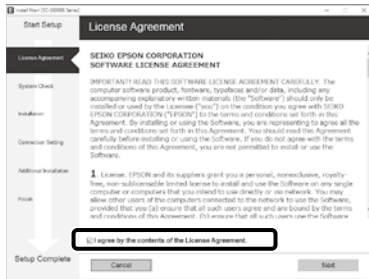 Install Navi (SC-S9000 Series)
Start Setup
License Agreement
License Agreement
System Check
Installation
Connection Setting
Additional Installation
Finish
Setup Complete
SEIKO EPSON CORPORATION
SOFTWARE LICENSE AGREEMENT
IMPORTANT! READ THIS SOFTWARE LICENSE AGREEMENT CAREFULLY. The
computer software product, fontware, typefaces and/or data, including any
accompanying explanatory written materials (the "Software") should only be
installed or used by the Licensee ("you") on the condition you agree with SEIKO
EPSON CORPORATION ("EPSON") to the terms and conditions set forth in this
Agreement. By installing or using the Software, you are representing to agree all the
terms and conditions set forth in this Agreement. You should read this Agreement
carefully before installing or using the Software. If you do not agree with the terms
and conditions of this Agreement, you are not permitted to install or use the
Software.
1. License. EPSON and its suppliers grant you a personal, nonexclusive, royalty-
free, non-sublicensable limited license to install and use the Software on any single
computer or computers that you intend to use directly or via network. You may
allow other users of the computers connected to the network to use the Software,
provided that you (a) ensure that all such users agree and are bound by the terms
and conditions of this Agreement, (b) ensure that all such users use the Software
I agree by the contents of the License Agreement.
Cancel
Next